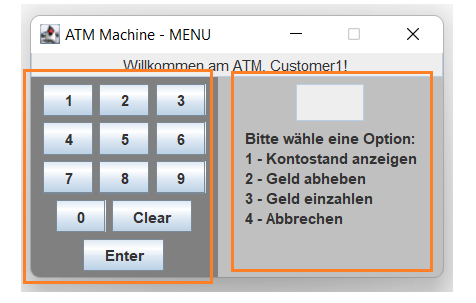 ATM Machine - MENU
Willkommen am ATM, Customer1!
1 2 3
4 5 6
7 8 9
0 Clear
Enter
Bitte wähle eine Option:
1 - Kontostand anzeigen
2 - Geld abheben
3 - Geld einzahlen
4 - Abbrechen